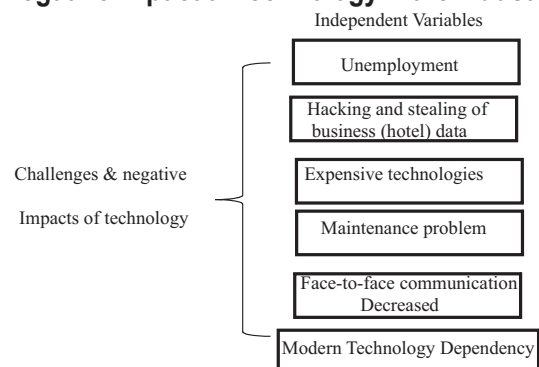 Independent Variables
Unemployment
Hacking and stealing of
business (hotel) data
Challenges & negative
Impacts of technology
Expensive technologies
Maintenance problem
Face-to-face communication
Decreased
Modern Technology Dependency